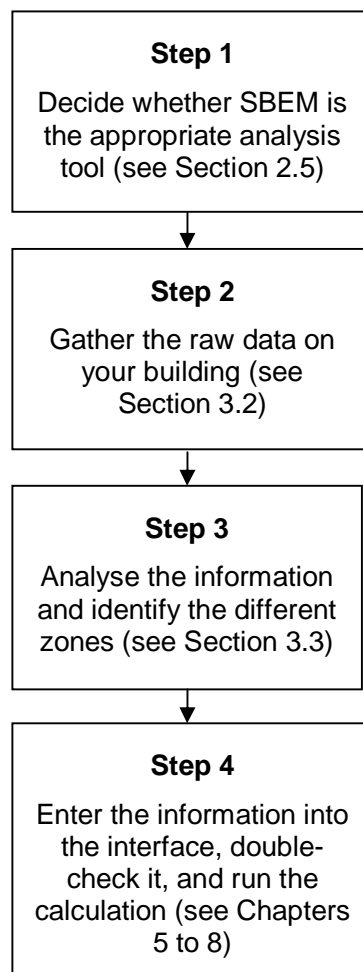 Step 1
Decide whether SBEM is
the appropriate analysis
tool (see Section 2.5)
Step 2
Gather the raw data on
your building (see
Section 3.2)
Step 3
Analyse the information
and identify the different
zones (see Section 3.3)
Step 4
Enter the information into
the interface, double-
check it, and run the
calculation (see Chapters
5 to 8)